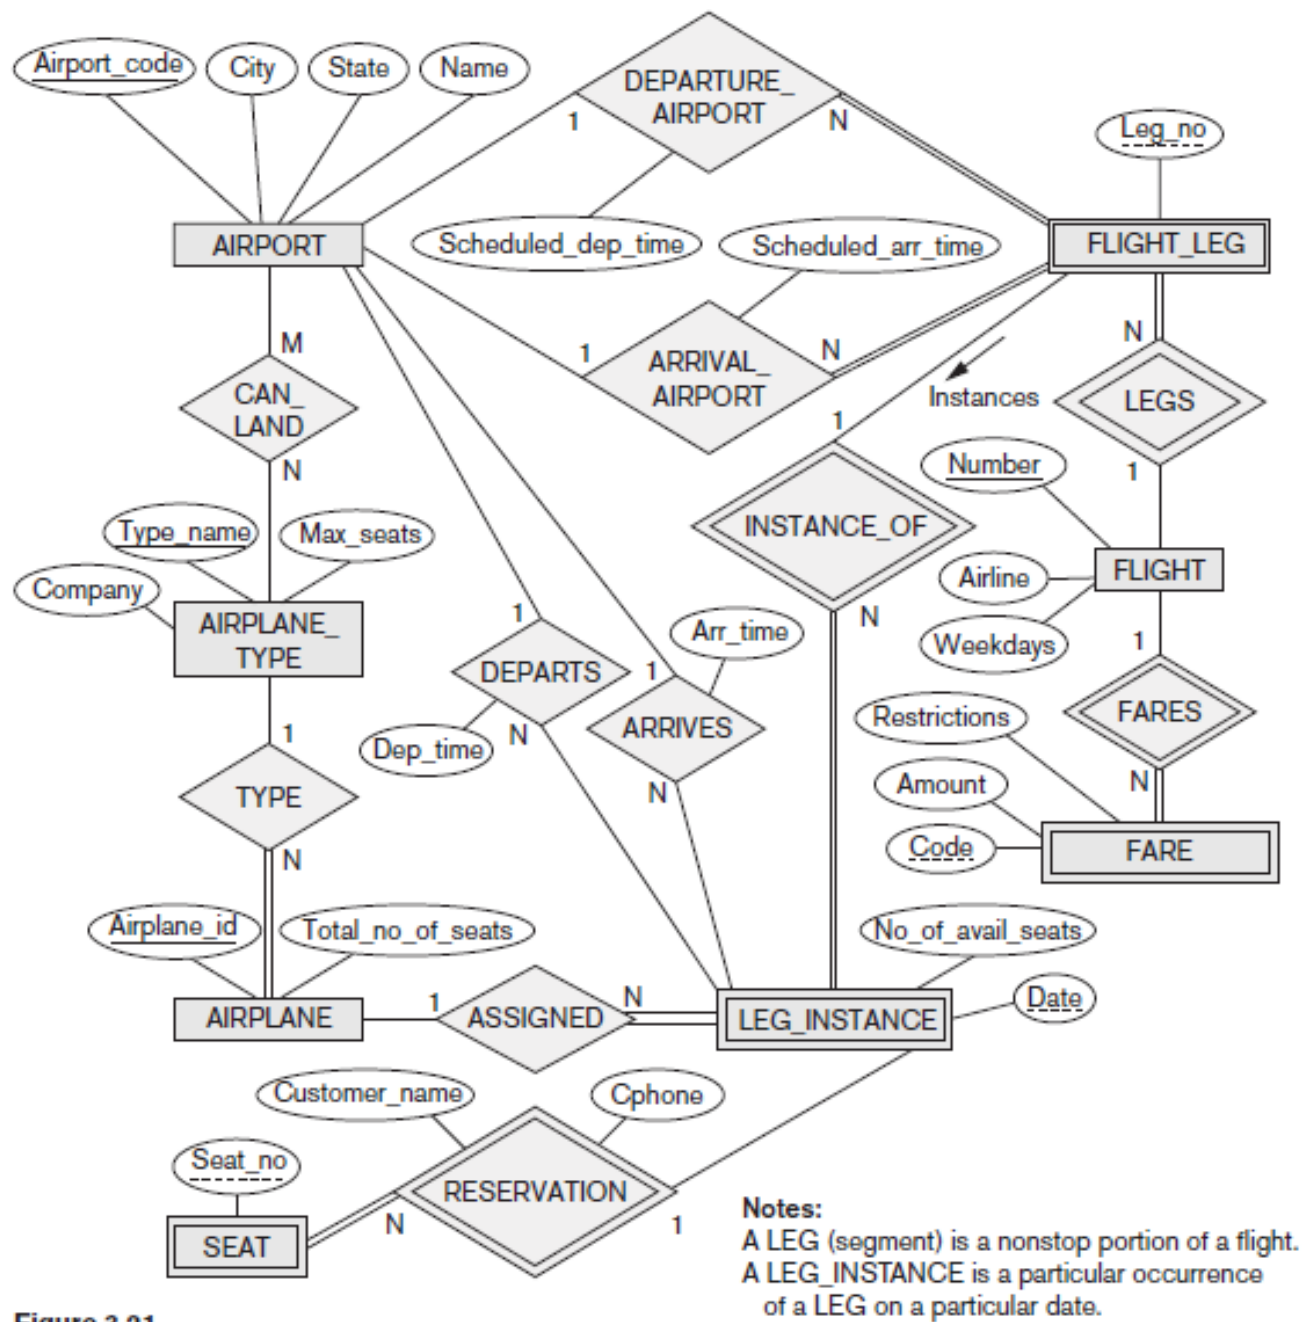 Airport_code
City
State
Name
DEPARTURE_
AIRPORT
1
N
Leg_no
Scheduled_dep_time
Scheduled_arr_time
AIRPORT
FLIGHT_LEG
M
CAN_
LAND
N
1
ARRIVAL_
AIRPORT
N
Instances
N
LEGS
1
1
Number
INSTANCE_OF
N
Type_name
Max_seats
Company
AIRPLANE_
TYPE
Airline
FLIGHT
Weekdays
1
DEPARTS
N
Dep_time
Arr_time
1
ARRIVES
N
1
FARES
N
Restrictions
Amount
Code
FARE
1
TYPE
N
Airplane_id
Total_no_of_seats
No_of_avail_seats
Date
AIRPLANE
1
ASSIGNED
N
LEG_INSTANCE
Customer_name
Cphone
Seat_no
RESERVATION
N
1
SEAT
Notes:
A LEG (segment) is a nonstop portion of a flight.
A LEG_INSTANCE is a particular occurrence
of a LEG on a particular date.